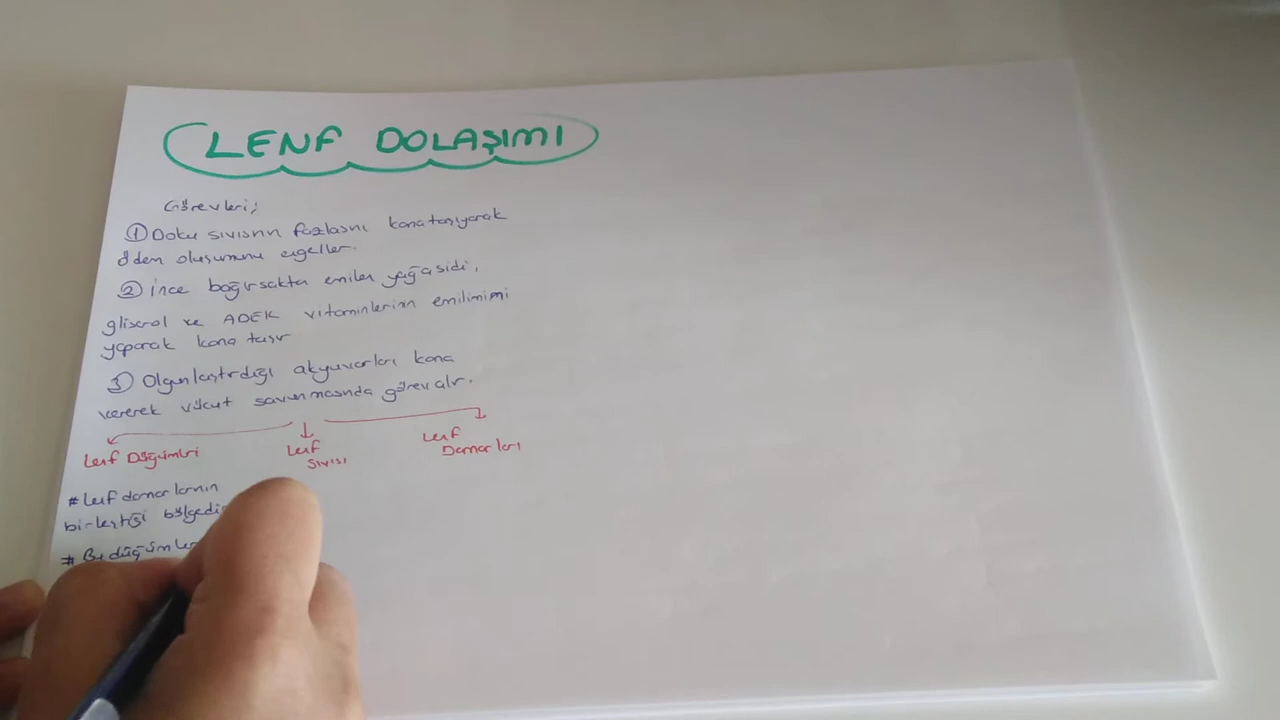 LENF DOLAŞIMI
Görevleri;
① Doku sıvısının fazlasını kana taşıyarak
ödem oluşumunu engeller.
② İnce bağırsakta emilen yağ asidi,
gliserol ve ADEK vitaminlerinin emilimini
yaparak kana taşır
③ Olgunlaştırdığı akyuvarları kana
vererek vücut savunmasında görev alır.
Lenf Düğümleri
Lenf
Sıvısı
Lenf
Damarları
# Lenf damarlarının
birleştiği bölgedir
# Bu düğümler